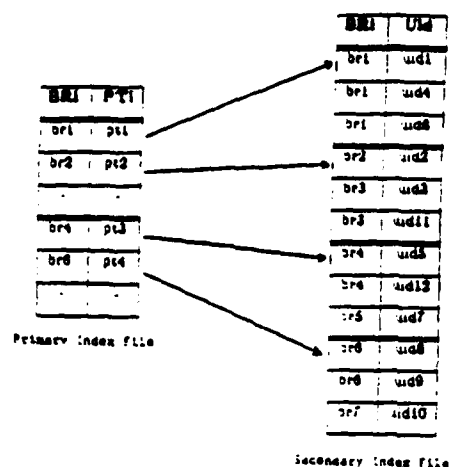 BRI PTi
br1 pt1
br2 pt2
- -
br4 pt3
br6 pt4
- -
Primary Index File
BRI Uid
br1 uid1
br1 uid4
br1 uid6
br2 uid2
br3 uid3
br3 uid11
br4 uid5
br4 uid12
br5 uid7
br6 uid8
br6 uid9
br7 uid10
Secondary Index File